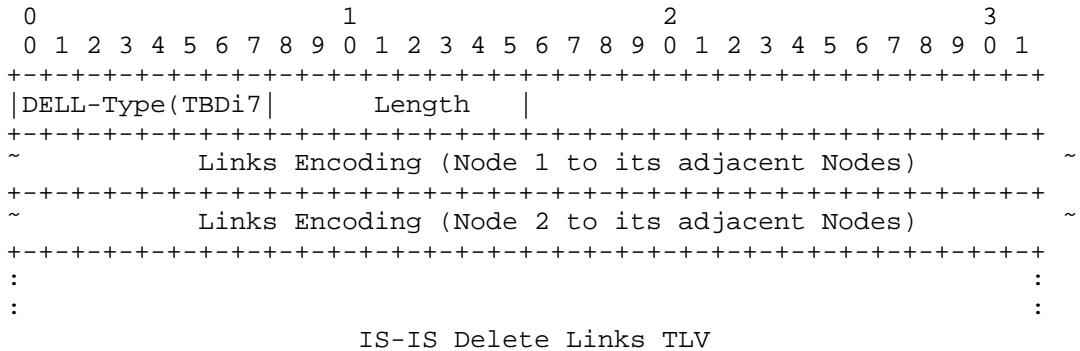 0                   1                   2                   3
 0 1 2 3 4 5 6 7 8 9 0 1 2 3 4 5 6 7 8 9 0 1 2 3 4 5 6 7 8 9 0 1
+-+-+-+-+-+-+-+-+-+-+-+-+-+-+-+-+-+-+-+-+-+-+-+-+-+-+-+-+-+-+-+-+
|DELL-Type(TBDi7|      Length   |
+-+-+-+-+-+-+-+-+-+-+-+-+-+-+-+-+-+-+-+-+-+-+-+-+-+-+-+-+-+-+-+-+
~           Links Encoding (Node 1 to its adjacent Nodes)         ~
+-+-+-+-+-+-+-+-+-+-+-+-+-+-+-+-+-+-+-+-+-+-+-+-+-+-+-+-+-+-+-+-+
~           Links Encoding (Node 2 to its adjacent Nodes)         ~
+-+-+-+-+-+-+-+-+-+-+-+-+-+-+-+-+-+-+-+-+-+-+-+-+-+-+-+-+-+-+-+-+
:                                                               :
:                                                               :
                     IS-IS Delete Links TLV